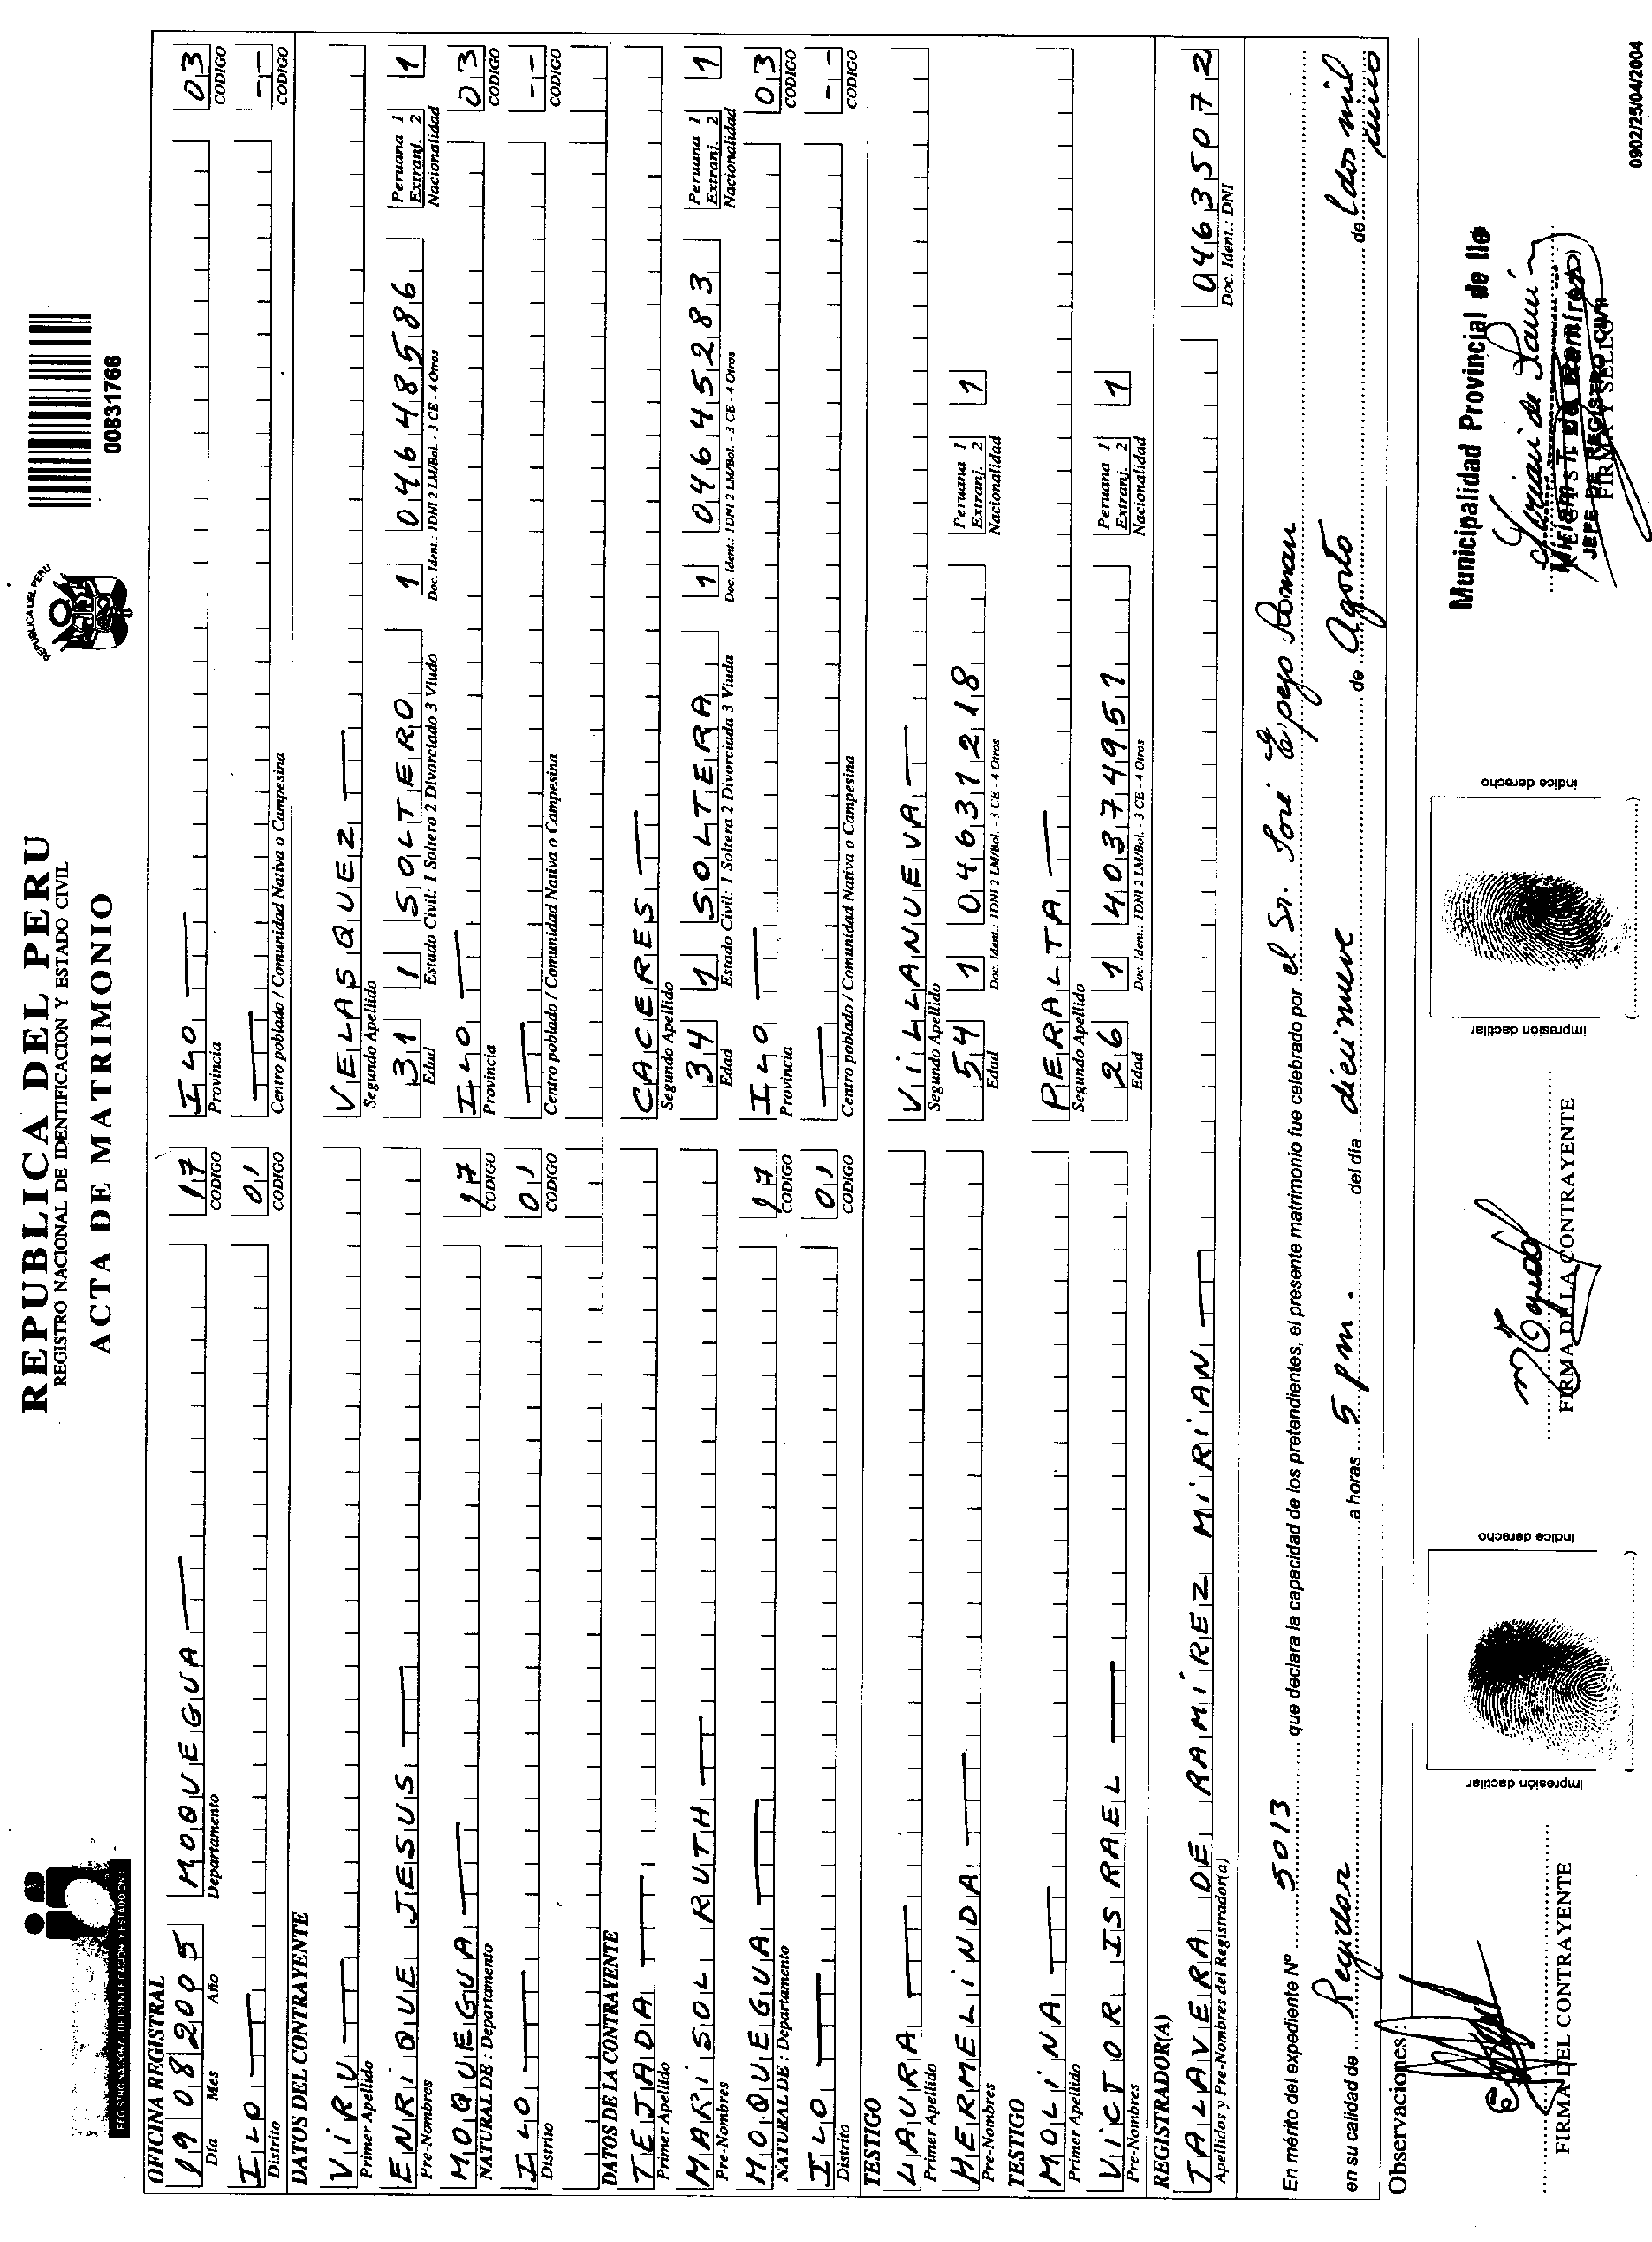 REPUBLICA DEL PERU
REGISTRO NACIONAL DE IDENTIFICACION Y ESTADO CIVIL
ACTA DE MATRIMONIO
REPUBLICA DEL PERU
00831766
OFICINA REGISTRAL
19 08 2005 MOQUEGUA 17 ILO 03
Día Mes Año Departamento CODIGO Provincia CODIGO
ILO 01 --
Distrito CODIGO Centro poblado / Comunidad Nativa o Campesina CODIGO
DATOS DEL CONTRAYENTE
VIRU VELASQUEZ
Primer Apellido Segundo Apellido
ENRIQUE JESUS 31 1 SOLTERO 1 04648586 Peruana 1 Extranj. 2 1
Pre-Nombres Edad Estado Civil: 1 Soltero 2 Divorciado 3 Viudo Doc. Ident.: 1DNI 2 LM/Bol. - 3 CE - 4 Otros Nacionalidad
MOQUEGUA 17 ILO 03
NATURAL DE : Departamento CODIGO Provincia CODIGO
ILO 01 --
Distrito CODIGO Centro poblado / Comunidad Nativa o Campesina CODIGO
DATOS DE LA CONTRAYENTE
TEJADA CACERES
Primer Apellido Segundo Apellido
MARISOL RUTH 34 1 SOLTERA 1 04645283 Peruana 1 Extranj. 2 1
Pre-Nombres Edad Estado Civil: 1 Soltera 2 Divorciada 3 Viuda Doc. Ident.: 1DNI 2 LM/Bol. - 3 CE - 4 Otros Nacionalidad
MOQUEGUA 17 ILO 03
NATURAL DE : Departamento CODIGO Provincia CODIGO
ILO 01 --
Distrito CODIGO Centro poblado / Comunidad Nativa o Campesina CODIGO
TESTIGO
LAURA VILLANUEVA
Primer Apellido Segundo Apellido
HERMELINDA 54 1 04631218 Peruana 1 Extranj. 2 1
Pre-Nombres Edad Doc. Ident.: 1DNI 2 LM/Bol. - 3 CE - 4 Otros Nacionalidad
TESTIGO
MOLINA PERALTA
Primer Apellido Segundo Apellido
VICTOR ISRAEL 26 1 40374951 Peruana 1 Extranj. 2 1
Pre-Nombres Edad Doc. Ident.: 1DNI 2 LM/Bol. - 3 CE - 4 Otros Nacionalidad
REGISTRADOR(A)
TALAVERA DE RAMIREZ MIRIAN 04635072
Apellidos y Pre-Nombres del Registrador(a) Doc. Ident.: DNI
En mérito del expediente N° 5013 que declara la capacidad de los pretendientes, el presente matrimonio fue celebrado por el Sr. José Espejo Roman
en su calidad de Regidor a horas 5 pm. del día diecinueve de Agosto de dos mil cinco
Observaciones:
Municipalidad Provincial de Ilo
JEFE DE REGISTRO CIVIL
FIRMA Y SELLO
FIRMA DEL CONTRAYENTE
impresión dactilar
indice derecho
FIRMA DE LA CONTRAYENTE
impresión dactilar
indice derecho
0902/25/04/2004